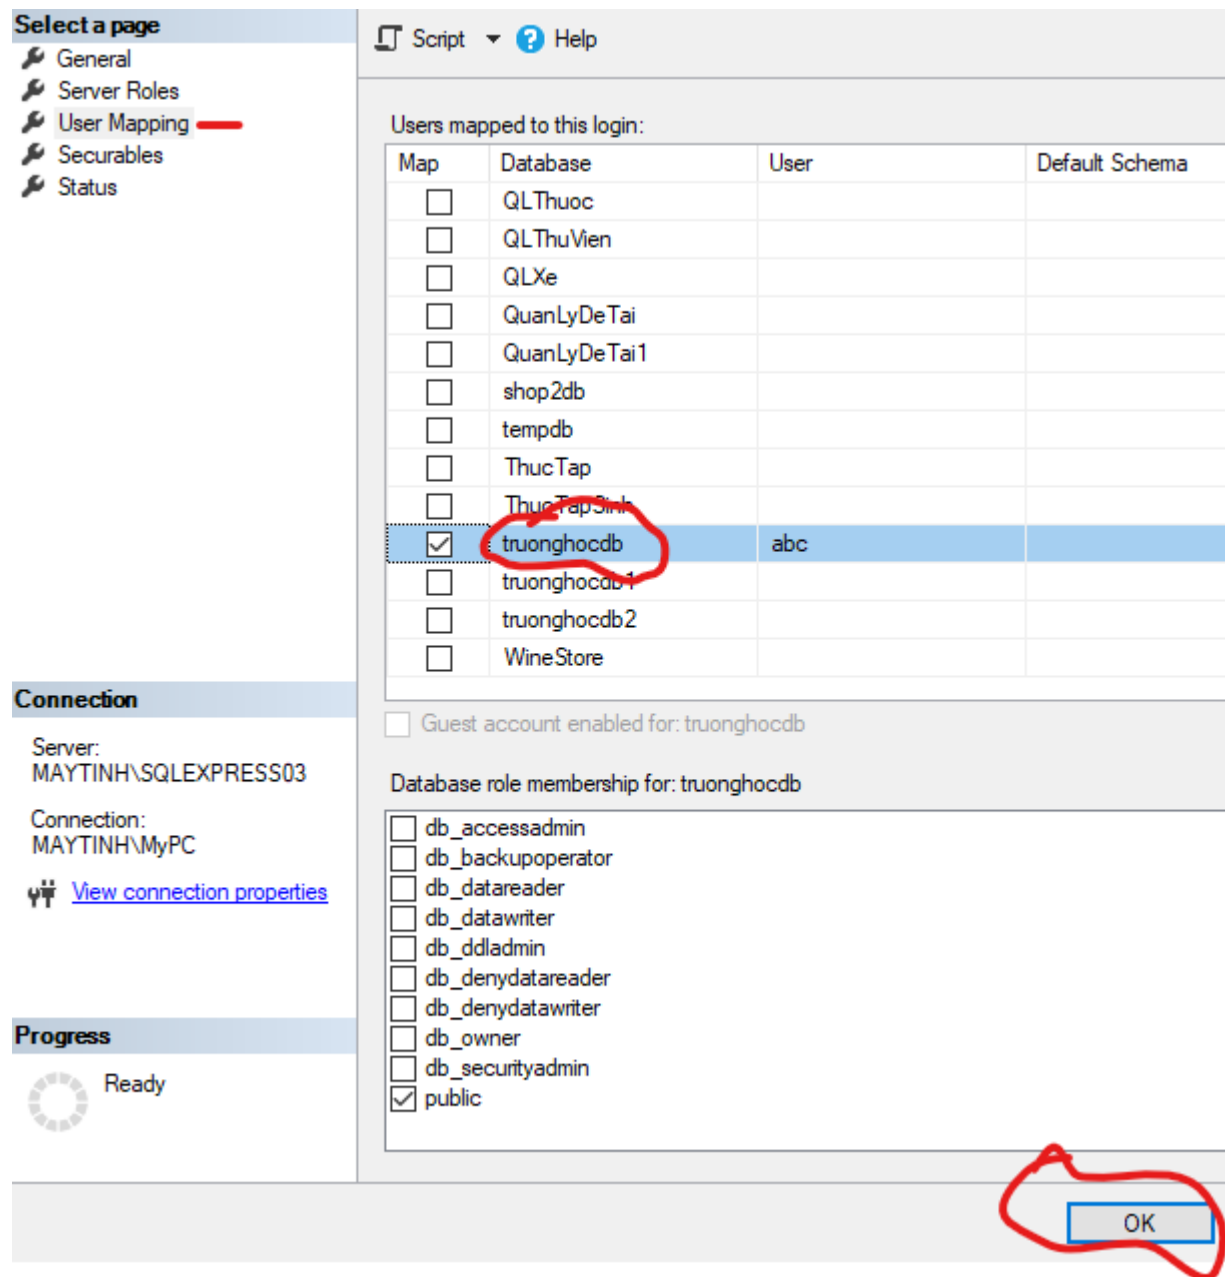 Select a page
General
Server Roles
User Mapping
Securables
Status
Script Help
Users mapped to this login:
Map Database User Default Schema
QLThuoc
QLThuVien
QLXe
QuanLyDeTai
QuanLyDeTai1
shop2db
tempdb
ThucTap
ThucTapSinh
truonghocdb abc
truonghocdb1
truonghocdb2
WineStore
Guest account enabled for: truonghocdb
Database role membership for: truonghocdb
db_accessadmin
db_backupoperator
db_datareader
db_datawriter
db_ddladmin
db_denydatareader
db_denydatawriter
db_owner
db_securityadmin
public
Connection
Server:
MAYTINH\SQLEXPRESS03
Connection:
MAYTINH\MyPC
View connection properties
Progress
Ready
OK